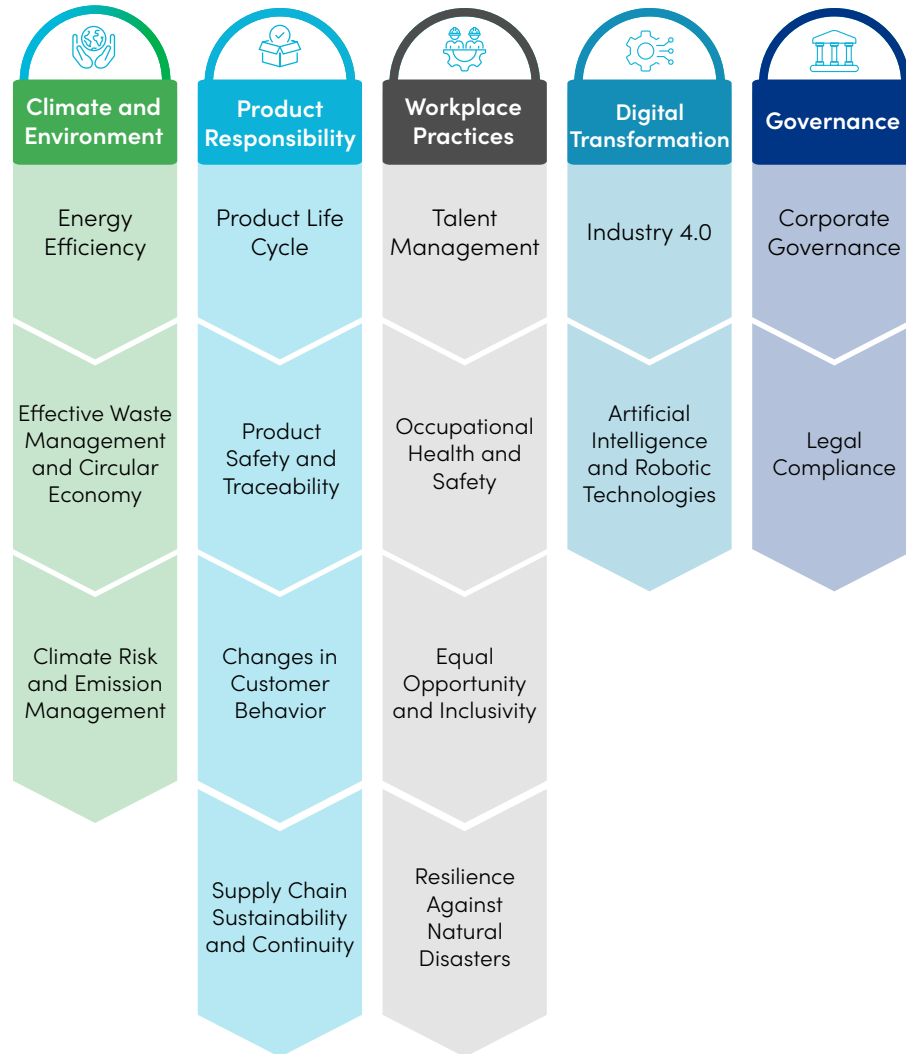 Climate and
Environment
Energy
Efficiency
Effective Waste
Management
and Circular
Economy
Climate Risk
and Emission
Management
Product
Responsibility
Product Life
Cycle
Product
Safety and
Traceability
Changes in
Customer
Behavior
Supply Chain
Sustainability
and Continuity
Workplace
Practices
Talent
Management
Occupational
Health and
Safety
Equal
Opportunity
and Inclusivity
Resilience
Against
Natural
Disasters
Digital
Transformation
Industry 4.0
Artificial
Intelligence
and Robotic
Technologies
Governance
Corporate
Governance
Legal
Compliance